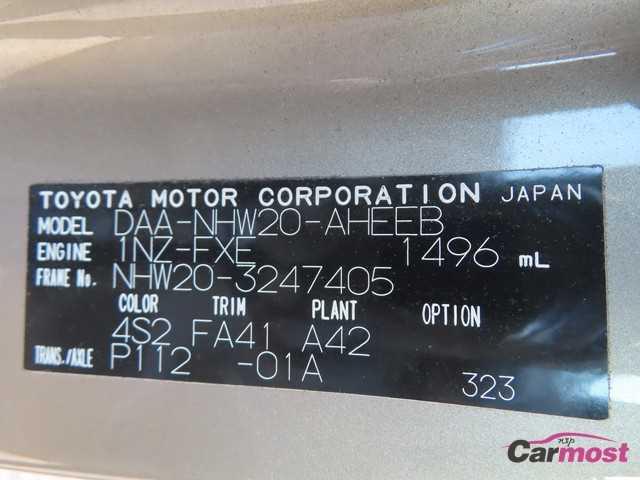 TOYOTA MOTOR CORPORATION JAPAN
MODEL DAA-NHW20-AHEEB
ENGINE 1NZ-FXE 1496 mL
FRAME No. NHW20-3247405
COLOR TRIM PLANT OPTION
4S2 FA41 A42
TRANS./AXLE P112 -01A
323
nxp
Carmost